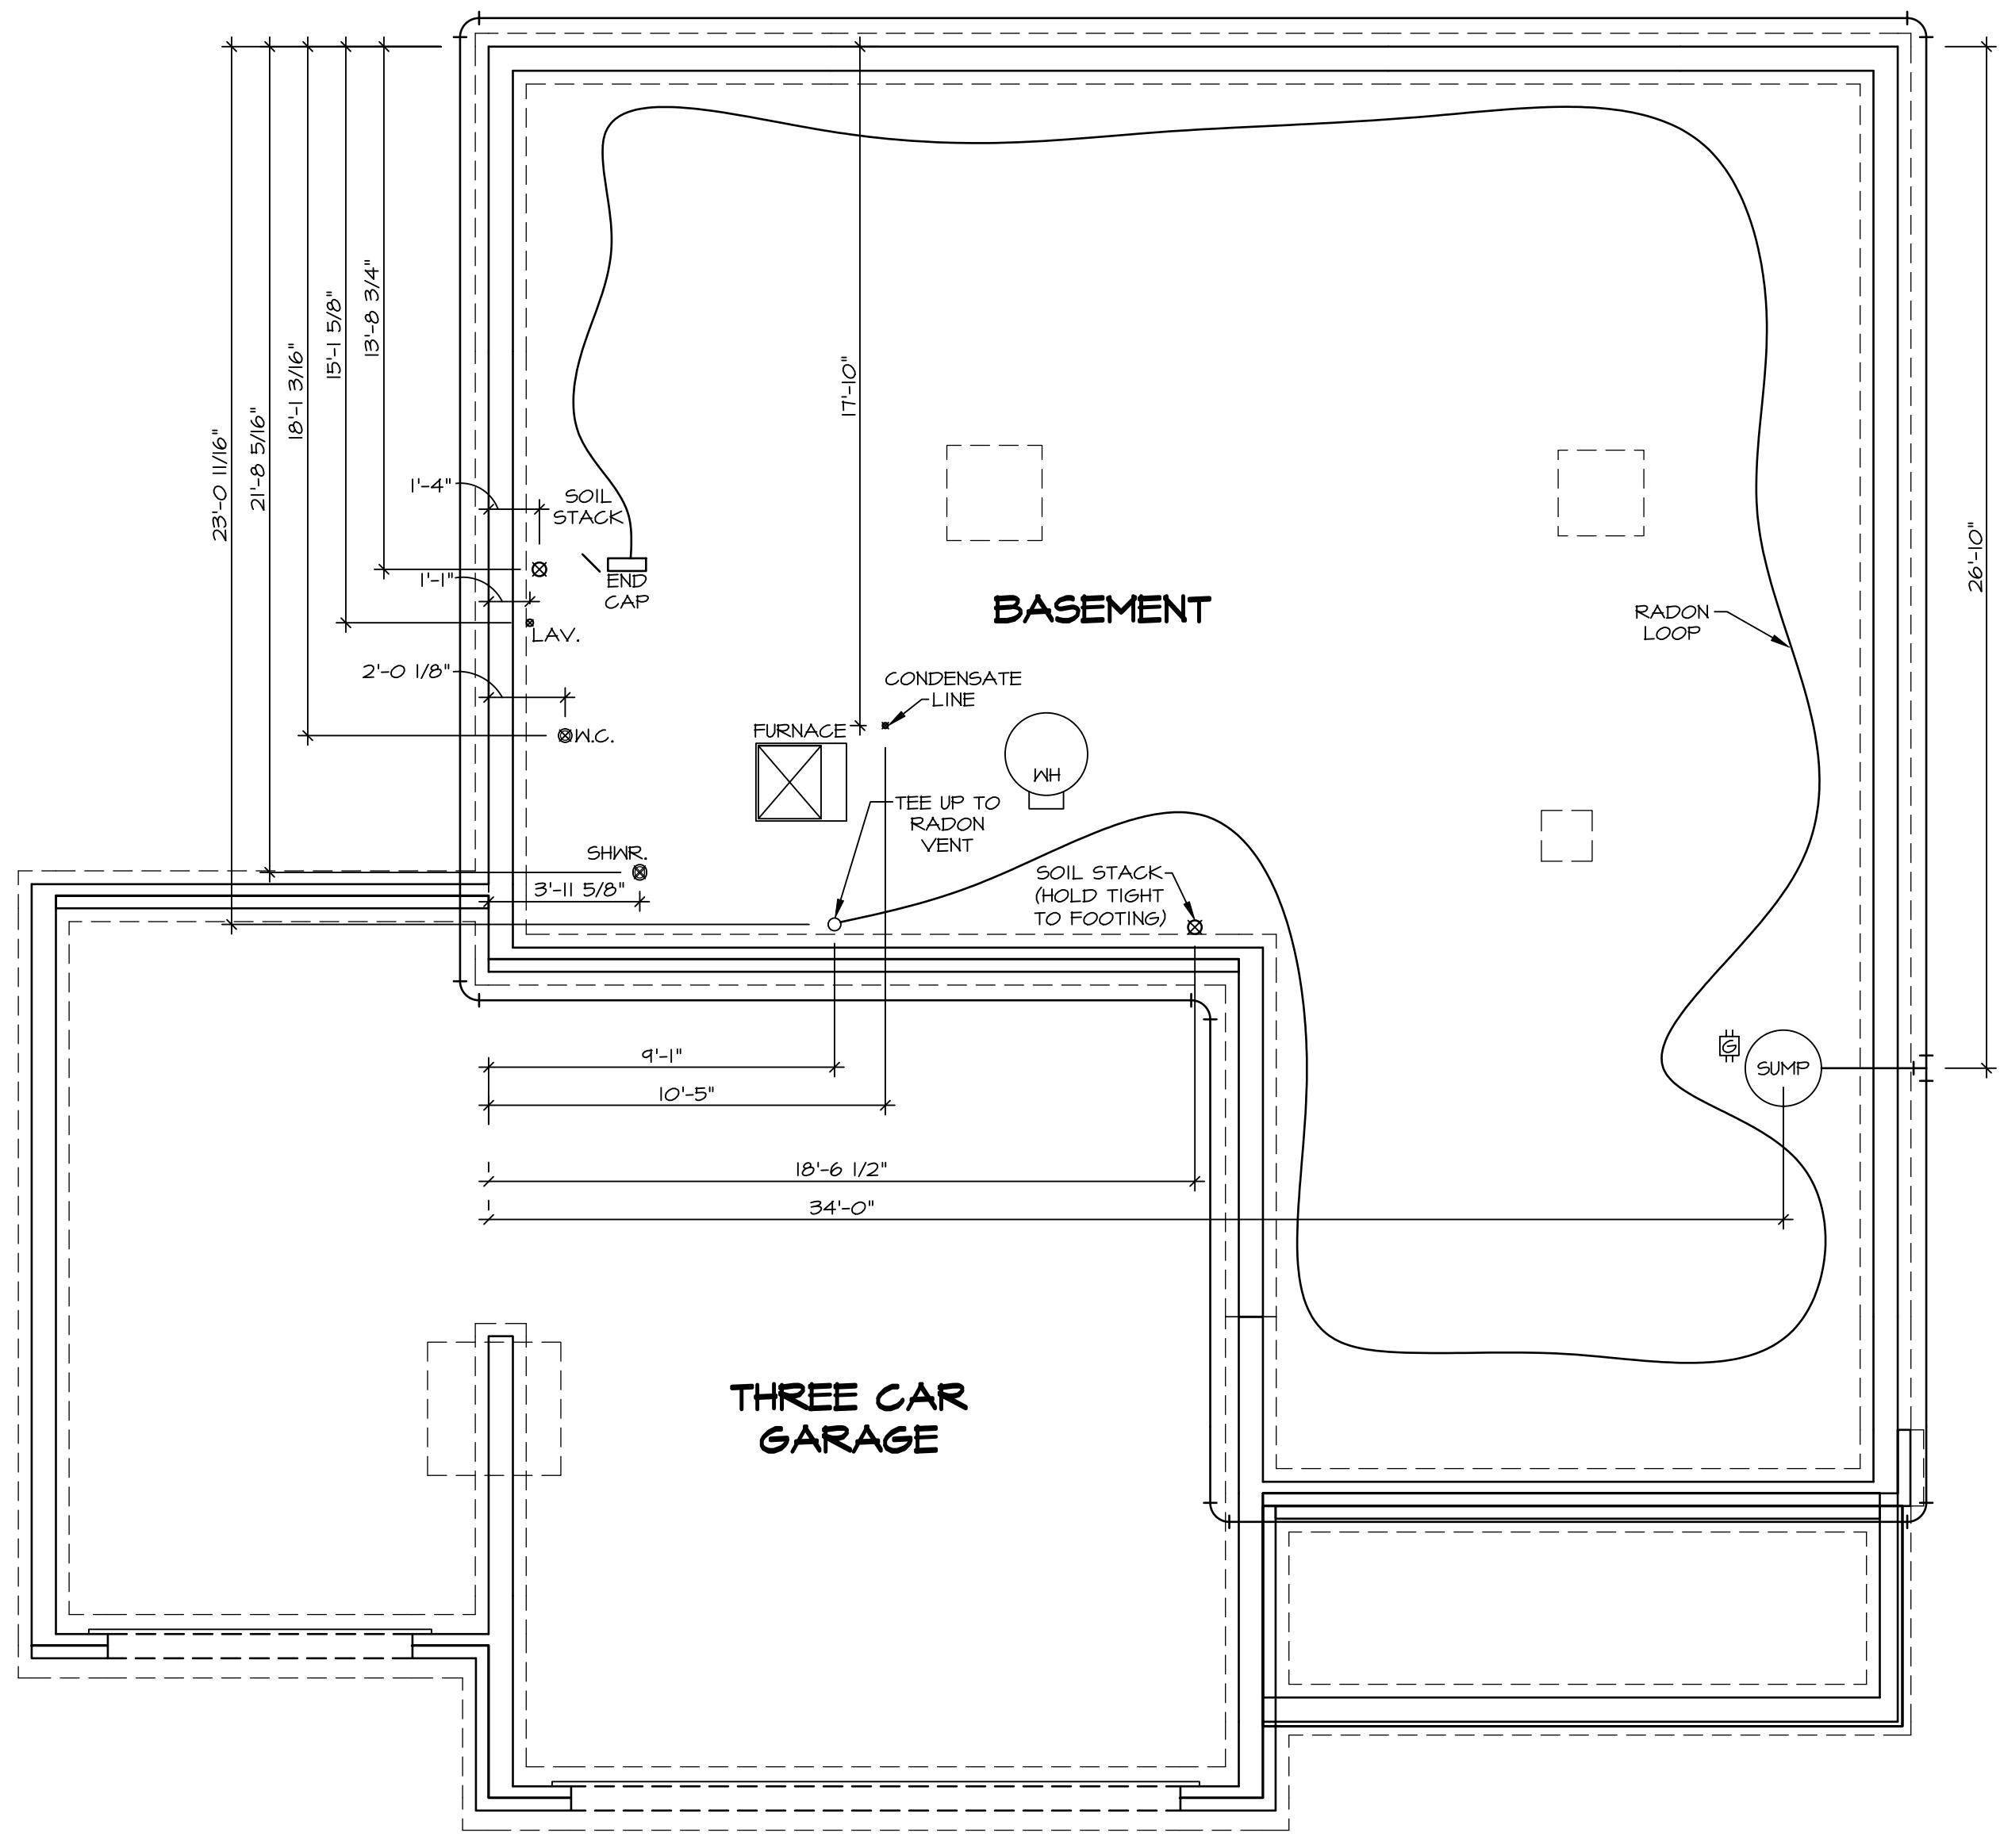 23'-0 11/16"
21'-8 5/16"
18'-1 3/16"
15'-1 5/8"
13'-8 3/4"
17'-10"
26'-10"
1'-4"
SOIL
STACK
END
CAP
1'-1"
LAV.
2'-0 1/8"
W.C.
BASEMENT
RADON
LOOP
CONDENSATE
LINE
FURNACE
WH
TEE UP TO
RADON
VENT
SHWR.
3'-11 5/8"
SOIL STACK
(HOLD TIGHT
TO FOOTING)
G
SUMP
9'-1"
10'-5"
18'-6 1/2"
34'-0"
THREE CAR
GARAGE